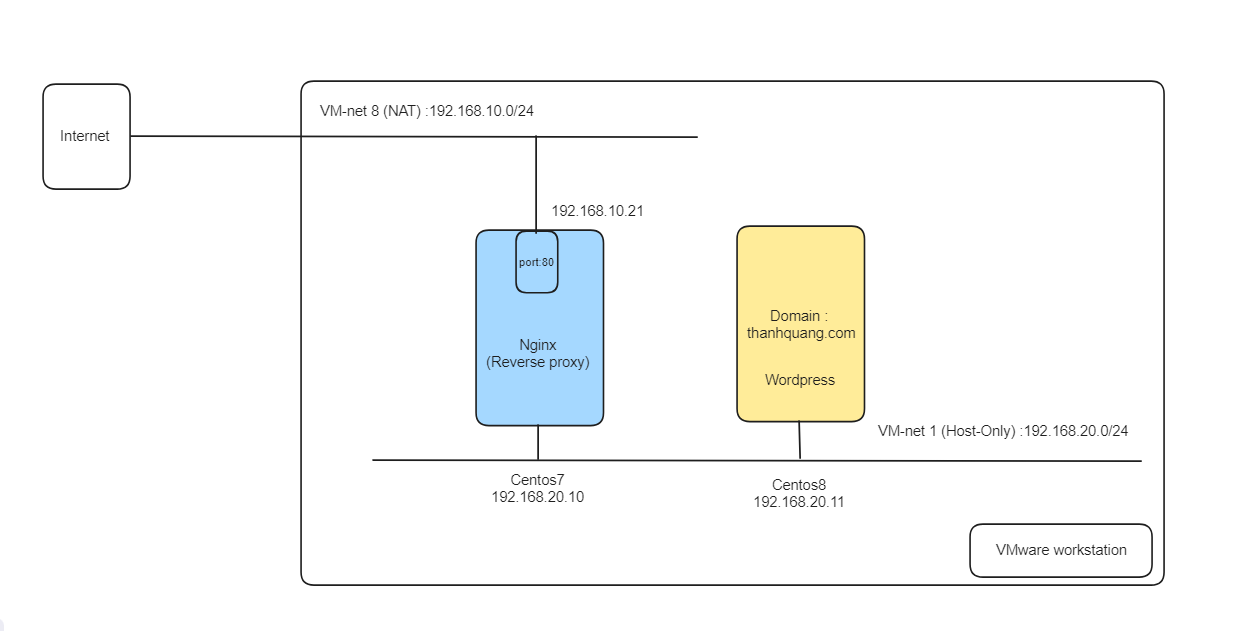 VM-net 8 (NAT) :192.168.10.0/24
Internet
192.168.10.21
port:80
Nginx
(Reverse proxy)
Domain :
thanhquang.com
Wordpress
VM-net 1 (Host-Only) :192.168.20.0/24
Centos7
192.168.20.10
Centos8
192.168.20.11
VMware workstation